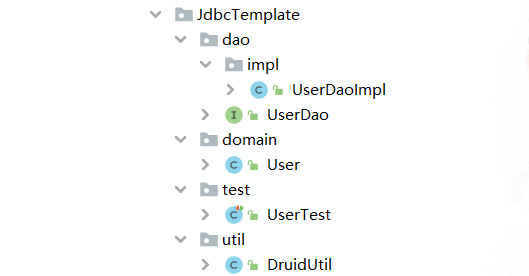 JdbcTemplate
dao
impl
C UserDaoImpl
I UserDao
domain
C User
test
C UserTest
util
C DruidUtil